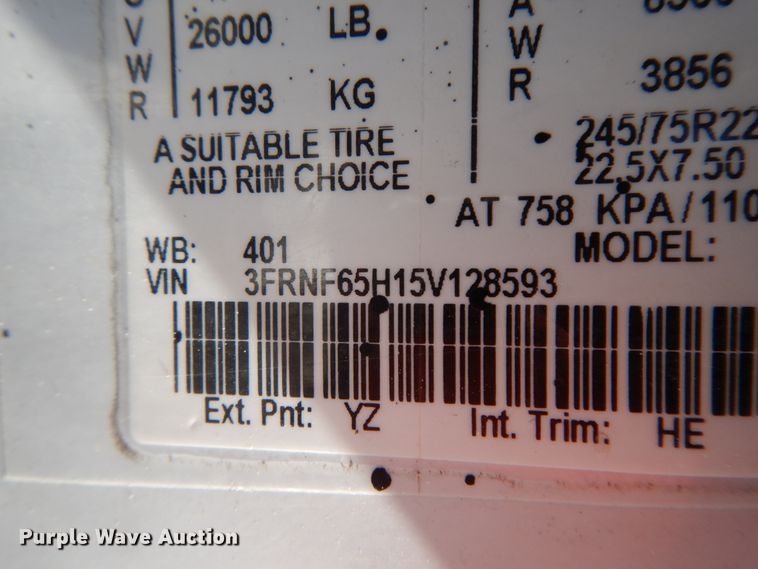 V
W
R
26000 LB.
11793 KG
A
W
R
3856
A SUITABLE TIRE
AND RIM CHOICE
245/75R22
22.5X7.50
AT 758 KPA/110
WB: 401
MODEL:
VIN 3FRNF65H15V128593
Ext. Pnt: YZ
Int. Trim: HE
Purple Wave Auction